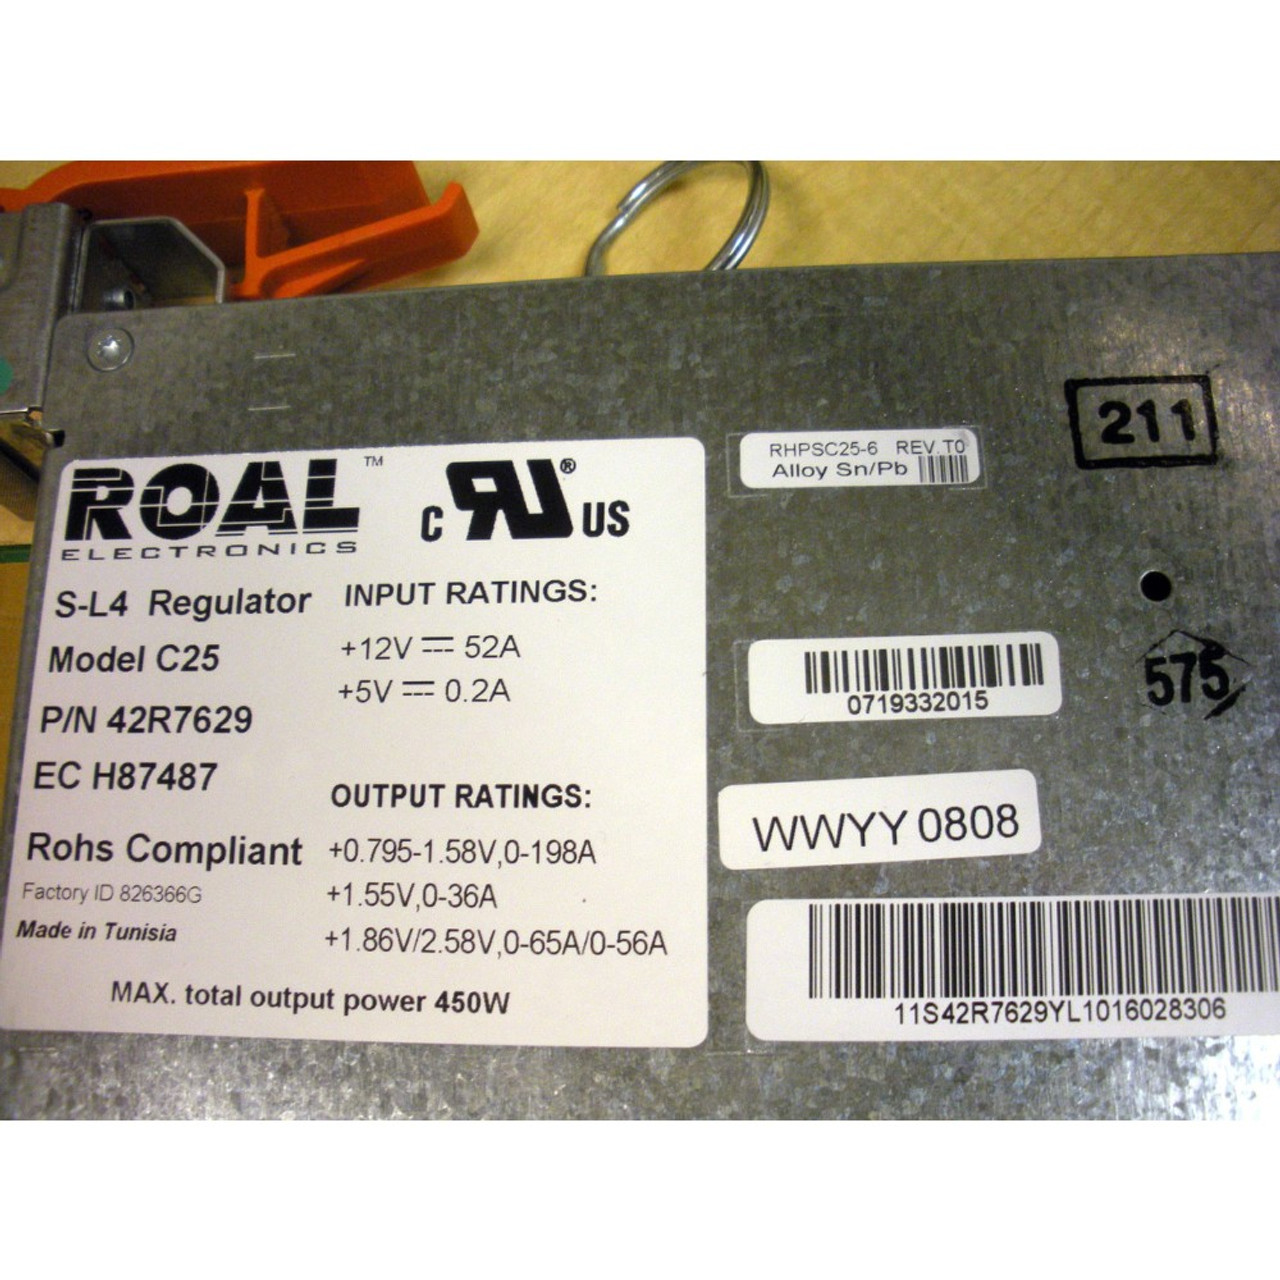 ROAL™
ELECTRONICS
c RU® US
S-L4 Regulator
Model C25
P/N 42R7629
EC H87487
Rohs Compliant
Factory ID 826366G
Made in Tunisia
INPUT RATINGS:
+12V ⎓ 52A
+5V ⎓ 0.2A
OUTPUT RATINGS:
+0.795-1.58V,0-198A
+1.55V,0-36A
+1.86V/2.58V,0-65A/0-56A
MAX. total output power 450W
RHPSC25-6 REV.T0
Alloy Sn/Pb
211
0719332015
575
WWYY 0808
11S42R7629YL1016028306